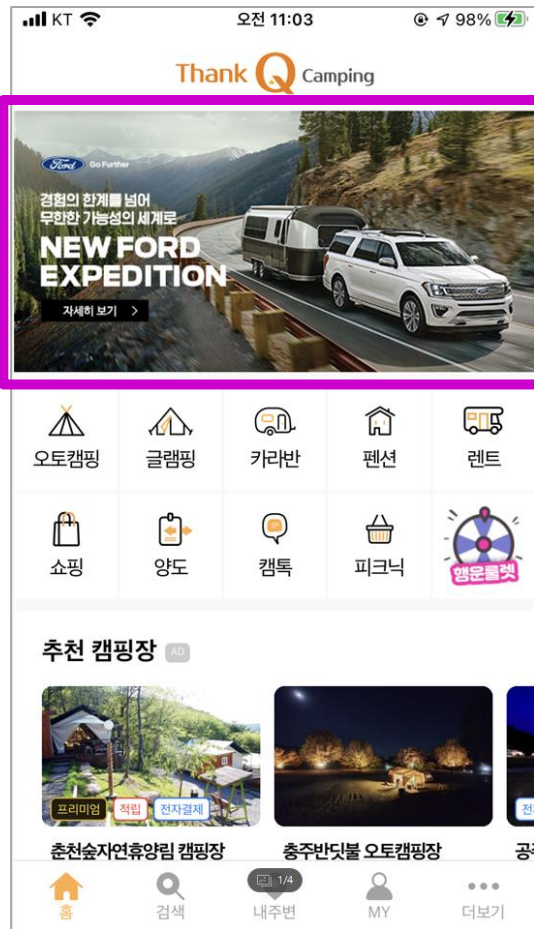 KT 오전 11:03 98%
Thank Q Camping
Ford Go Further
경험의 한계를 넘어
무한한 가능성의 세계로
NEW FORD
EXPEDITION
자세히 보기 >
오토캠핑 글램핑 카라반 펜션 렌트
쇼핑 양도 캠톡 피크닉 행운룰렛
추천 캠핑장 AD
프리미엄 적립 전자결제
춘천숲자연휴양림 캠핑장 충주반딧불 오토캠핑장
1/4
홈 검색 내주변 MY 더보기